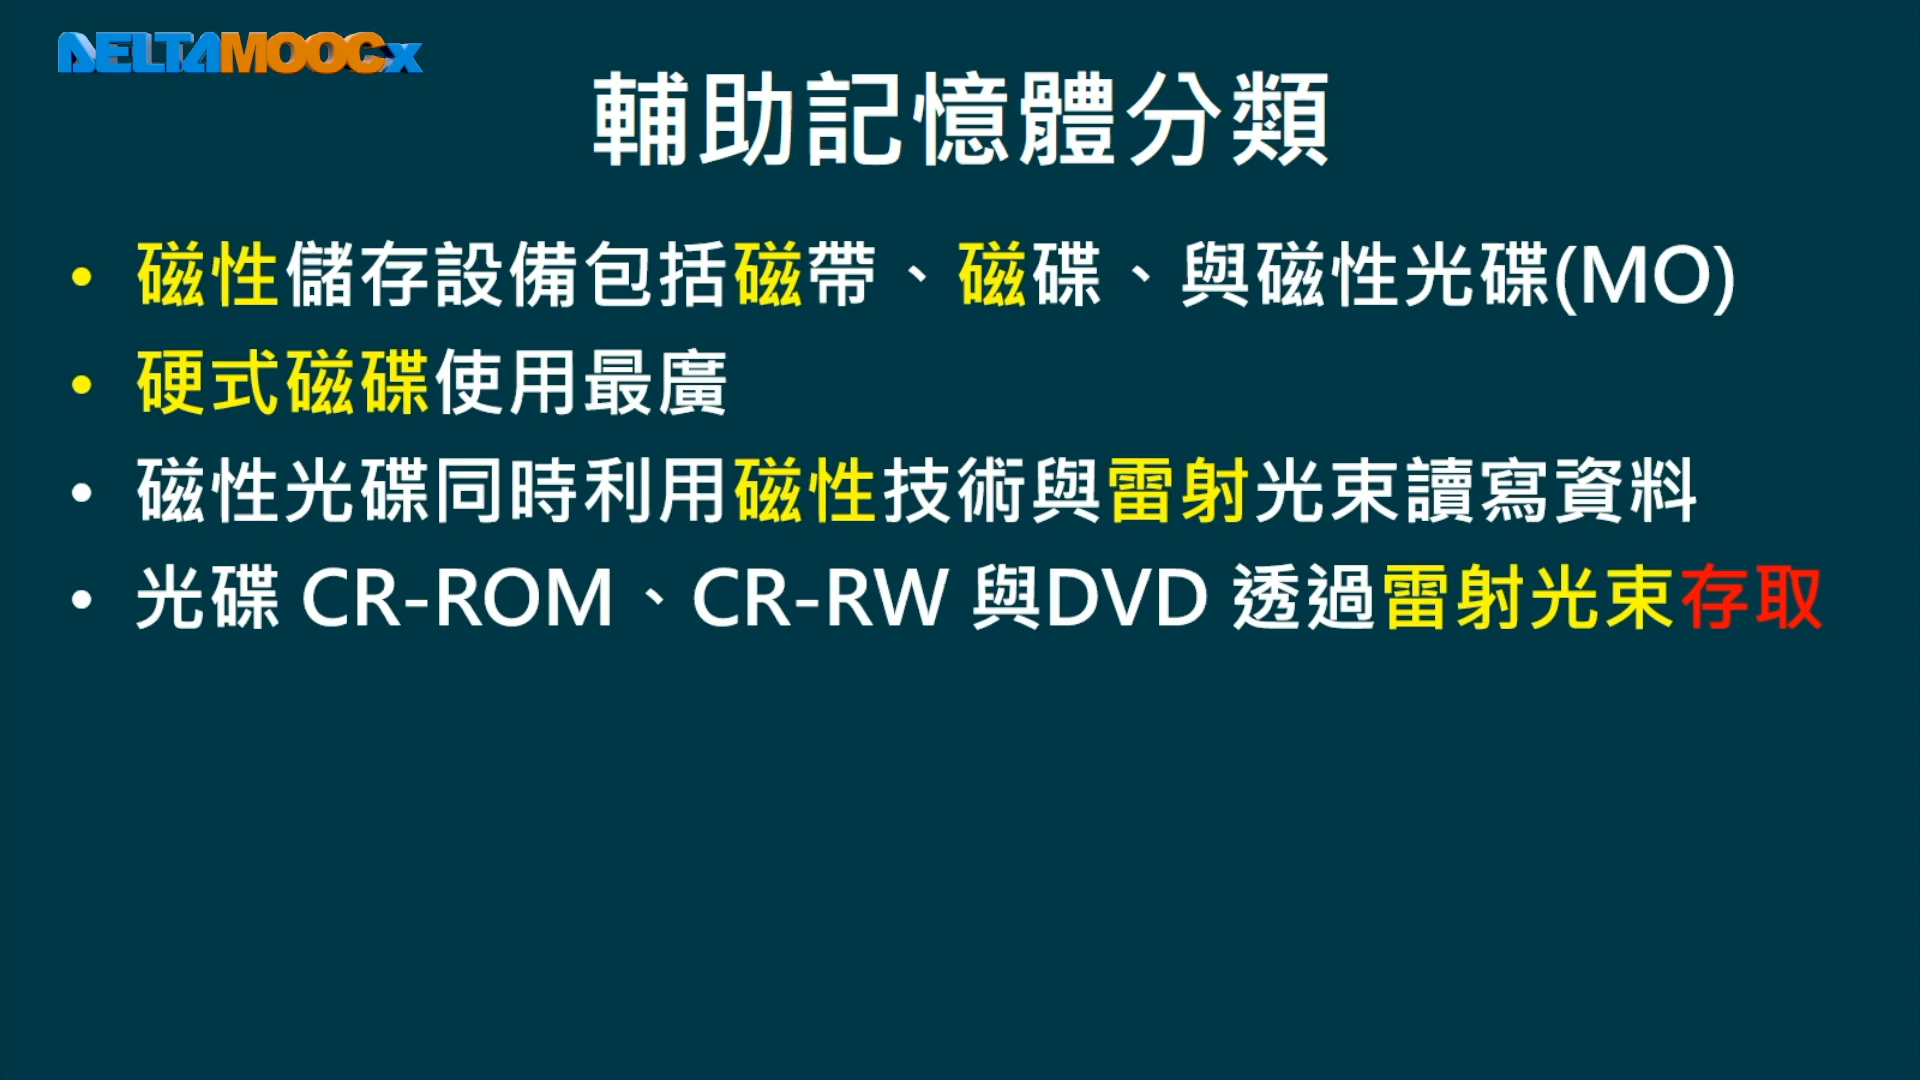 DELTAMOOCx
輔助記憶體分類
• 磁性儲存設備包括磁帶、磁碟、與磁性光碟(MO)
• 硬式磁碟使用最廣
• 磁性光碟同時利用磁性技術與雷射光束讀寫資料
• 光碟 CR-ROM、CR-RW 與DVD 透過雷射光束存取